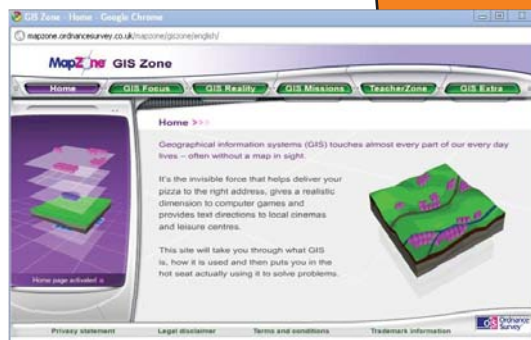 GIS Zone - Home - Google Chrome
mapzone.ordnancesurvey.co.uk/mapzone/giszone/english/
MapZone GIS Zone
Home GIS Focus GIS Reality GIS Missions TeacherZone GIS Extra
Home >>>
Geographical information systems (GIS) touches almost every part of our every day
lives – often without a map in sight.
It's the invisible force that helps deliver your
pizza to the right address, gives a realistic
dimension to computer games and
provides text directions to local cinemas
and leisure centres.
This site will take you through what GIS
is, how it is used and then puts you in the
hot seat actually using it to solve problems.
Home page activated
Privacy statement Legal disclaimer Terms and conditions Trademark information
OS Ordnance
Survey